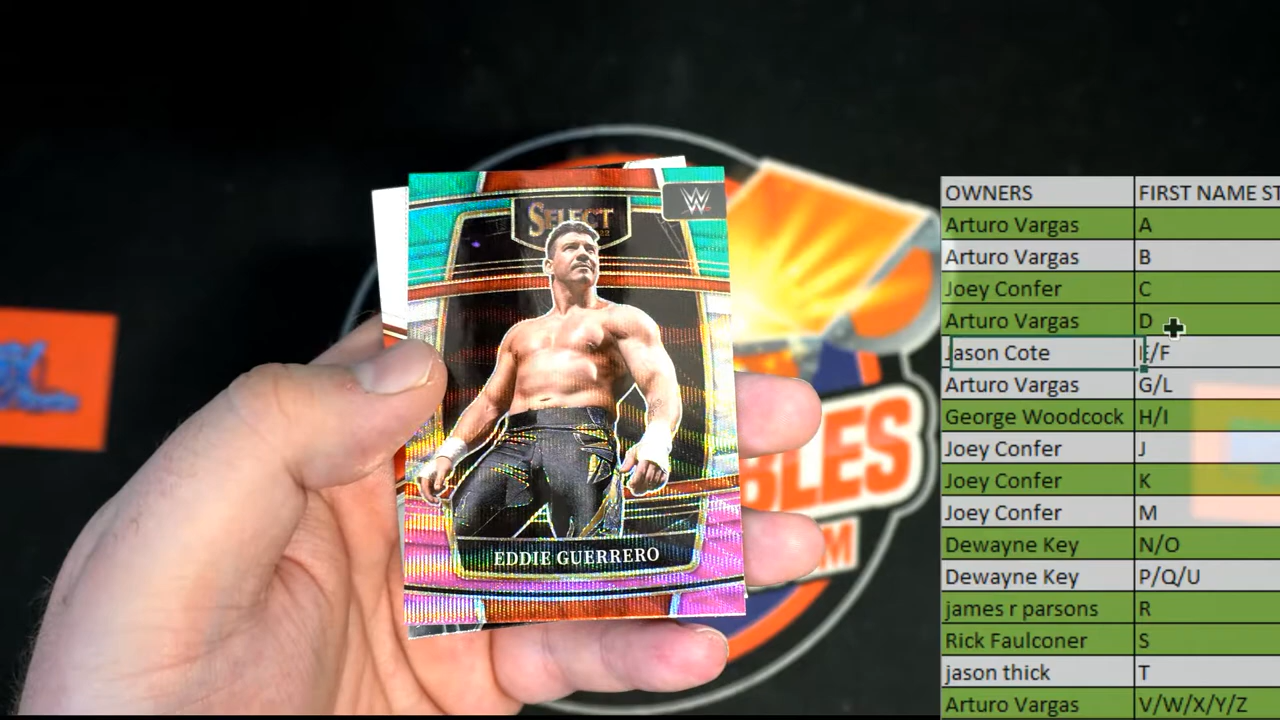 SELECT
W
EDDIE GUERRERO
BLES
M
OWNERS FIRST NAME ST
Arturo Vargas A
Arturo Vargas B
Joey Confer C
Arturo Vargas D
Jason Cote E/F
Arturo Vargas G/L
George Woodcock H/I
Joey Confer J
Joey Confer K
Joey Confer M
Dewayne Key N/O
Dewayne Key P/Q/U
james r parsons R
Rick Faulconer S
jason thick T
Arturo Vargas V/W/X/Y/Z